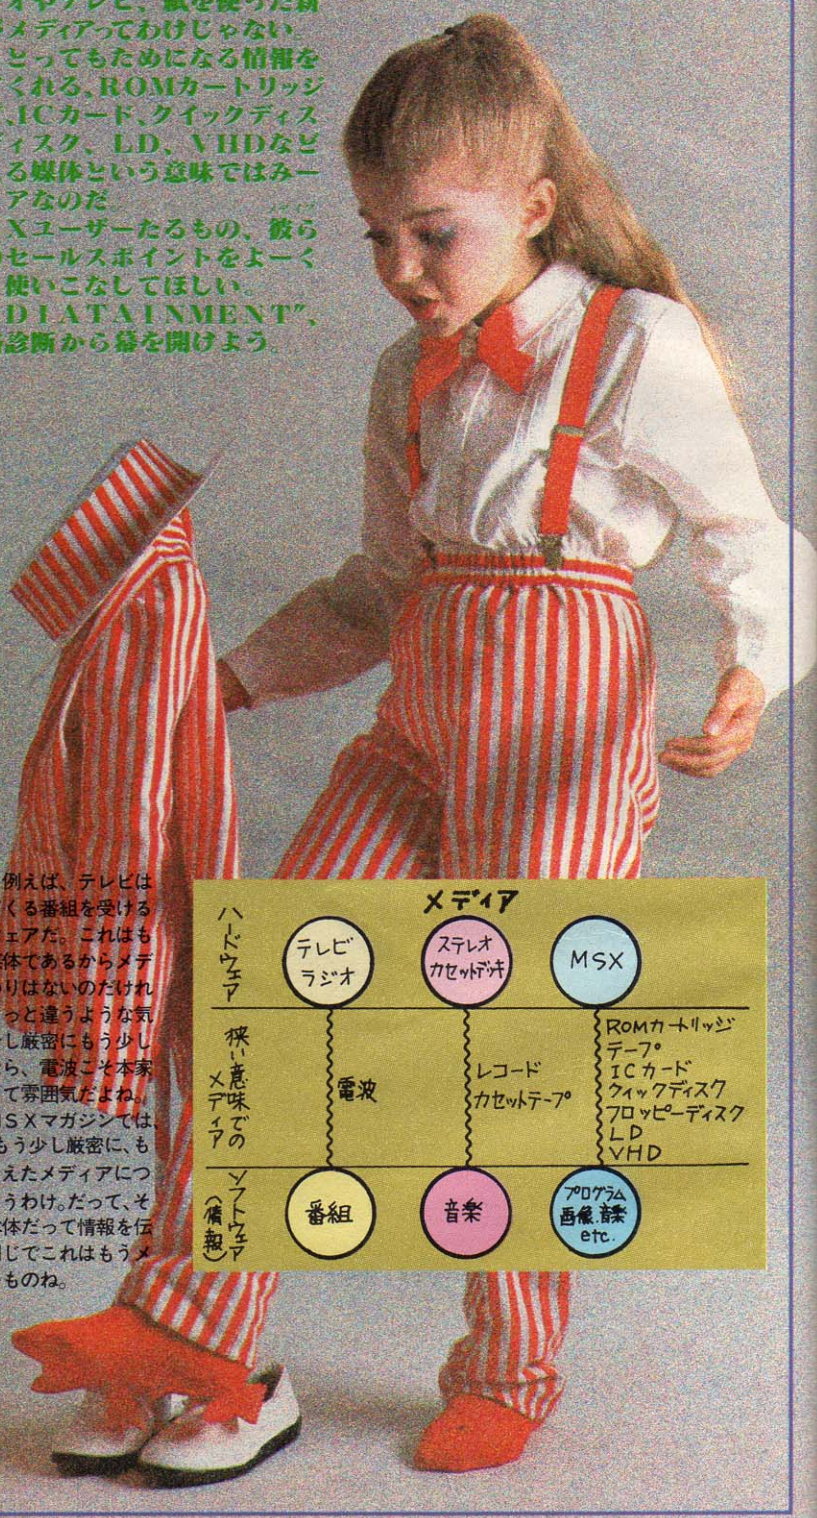 オやテレビ、紙を使った新
メディアってわけじゃない。
とってもためになる情報を
くれる、ROMカートリッジ
、ICカード、クイックディス
ィスク、LD、VHDなど
る媒体という意味ではみー
アなのだ
Xユーザーたるもの、彼ら
セールスポイントをよーく
使いこなしてほしい。
DIATAINMENT"、
診断から幕を開けよう。
例えば、テレビは
くる番組を受ける
ェアだ。これはも
体であるからメデ
りはないのだけれ
っと違うような気
し厳密にもう少し
ら、電波こそ本家
て雰囲気だよね。
SXマガジンでは、
もう少し厳密に、も
えたメディアにつ
うわけ。だって、そ
体だって情報を伝
じでこれはもうメ
ものね。
メディア
ハードウェア
テレビ
ラジオ
ステレオ
カセットデッキ
MSX
狭い意味での
メディア
電波
レコード
カセットテープ
ROMカートリッジ
テープ
ICカード
クィックディスク
フロッピーディスク
LD
VHD
ソフトウェア
(情報)
番組
音楽
プログラム
画像.音楽
etc.